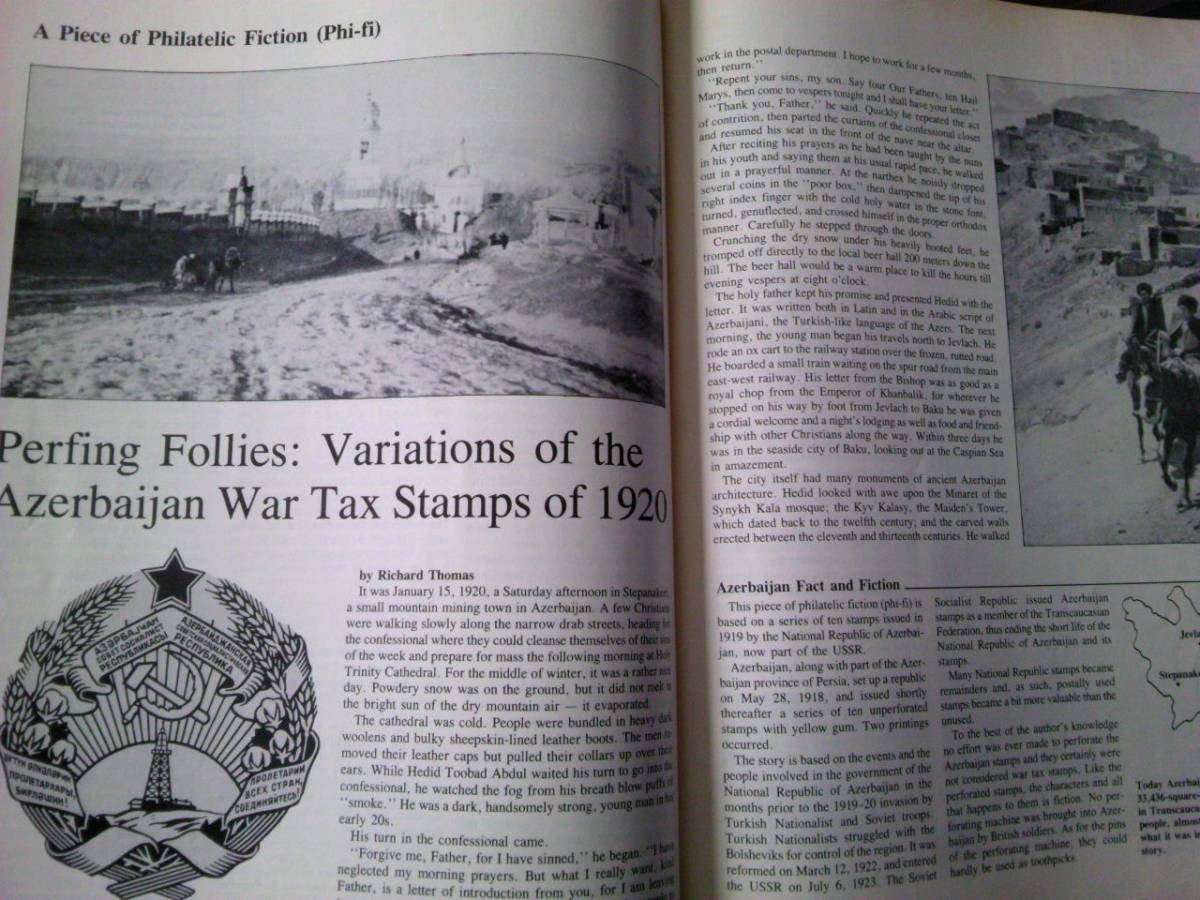 A Piece of Philatelic Fiction (Phi-fi)
Perfing Follies: Variations of the
Azerbaijan War Tax Stamps of 1920
АЗӘРБАЈҸАН
СОВЕТ СОСИАЛИСТ
РЕСПУБЛИКАСЫ
АЗЕРБАЙДЖАНСКАЯ
СОВЕТСКАЯ СОЦИАЛИСТИЧЕСКАЯ
РЕСПУБЛИКА
ПРОЛЕТАРЛАРЫ,
БИРЛӘШИН!
ПРОЛЕТАРИИ
ВСЕХ СТРАН,
СОЕДИНЯЙТЕСЬ!
by Richard Thomas
It was January 15, 1920, a Saturday afternoon in Stepanaker,
a small mountain mining town in Azerbaijan. A few Christians
were walking slowly along the narrow drab streets, heading for
the confessional where they could cleanse themselves of their sins
of the week and prepare for mass the following morning at Holy
Trinity Cathedral. For the middle of winter, it was a rather nice
day. Powdery snow was on the ground, but it did not melt in
the bright sun of the dry mountain air — it evaporated.
The cathedral was cold. People were bundled in heavy dark
woolens and bulky sheepskin-lined leather boots. The men re-
moved their leather caps but pulled their collars up over their
ears. While Hedid Toobad Abdul waited his turn to go into the
confessional, he watched the fog from his breath blow puffs of
"smoke." He was a dark, handsomely strong, young man in his
early 20s.
His turn in the confessional came.
"Forgive me, Father, for I have sinned," he began. "I have
neglected my morning prayers. But what I really want, kind
Father, is a letter of introduction from you, for I am leaving
work in the postal department. I hope to work for a few months,
then return."
"Repent your sins, my son. Say four Our Fathers, ten Hail
Marys, then come to vespers tonight and I shall have your letter."
"Thank you, Father," he said. Quickly he repeated the act
of contrition, then parted the curtains of the confessional closet
and resumed his seat in the front of the nave near the altar.
After reciting his prayers as he had been taught by the nuns
in his youth and saying them at his usual rapid pace, he walked
out in a prayerful manner. At the narthex he noisily dropped
several coins in the "poor box," then dampened the tip of his
right index finger with the cold holy water in the stone font,
turned, genuflected, and crossed himself in the proper orthodox
manner. Carefully he stepped through the doors.
Crunching the dry snow under his heavily booted feet, he
tromped off directly to the local beer hall 200 meters down the
hill. The beer hall would be a warm place to kill the hours till
evening vespers at eight o'clock.
The holy father kept his promise and presented Hedid with the
letter. It was written both in Latin and in the Arabic script of
Azerbaijani, the Turkish-like language of the Azers. The next
morning, the young man began his travels north to Jevlach. He
rode an ox cart to the railway station over the frozen, rutted road.
He boarded a small train waiting on the spur road from the main
east-west railway. His letter from the Bishop was as good as a
royal chop from the Emperor of Khanbalik, for wherever he
stopped on his way by foot from Jevlach to Baku he was given
a cordial welcome and a night's lodging as well as food and friend-
ship with other Christians along the way. Within three days he
was in the seaside city of Baku, looking out at the Caspian Sea
in amazement.
The city itself had many monuments of ancient Azerbaijan
architecture. Hedid looked with awe upon the Minaret of the
Synykh Kala mosque; the Kyv Kalasy, the Maiden's Tower,
which dated back to the twelfth century; and the carved walls
erected between the eleventh and thirteenth centuries. He walked
Azerbaijan Fact and Fiction
This piece of philatelic fiction (phi-fi) is
based on a series of ten stamps issued in
1919 by the National Republic of Azerbai-
jan, now part of the USSR.
Azerbaijan, along with part of the Azer-
baijan province of Persia, set up a republic
on May 28, 1918, and issued shortly
thereafter a series of ten unperforated
stamps with yellow gum. Two printings
occurred.
The story is based on the events and the
people involved in the government of the
National Republic of Azerbaijan in the
months prior to the 1919–20 invasion by
Turkish Nationalist and Soviet troops.
Turkish Nationalists struggled with the
Bolsheviks for control of the region. It was
reformed on March 12, 1922, and entered
the USSR on July 6, 1923. The Soviet
Socialist Republic issued Azerbaijan
stamps as a member of the Transcaucasian
Federation, thus ending the short life of the
National Republic of Azerbaijan and its
stamps.
Many National Republic stamps became
remainders and, as such, postally used
stamps became a bit more valuable than the
unused.
To the best of the author's knowledge
no effort was ever made to perforate the
Azerbaijan stamps and they certainly were
not considered war tax stamps. Like the
perforated stamps, the characters and all
that happens to them is fiction. No per-
forating machine was brought into Azer-
baijan by British soldiers. As for the pins
of the perforating machine, they could
hardly be used as toothpicks.
Stepanake
Today Azerba
33,436-square
in Transcauca
people, almos
what it was i
story.